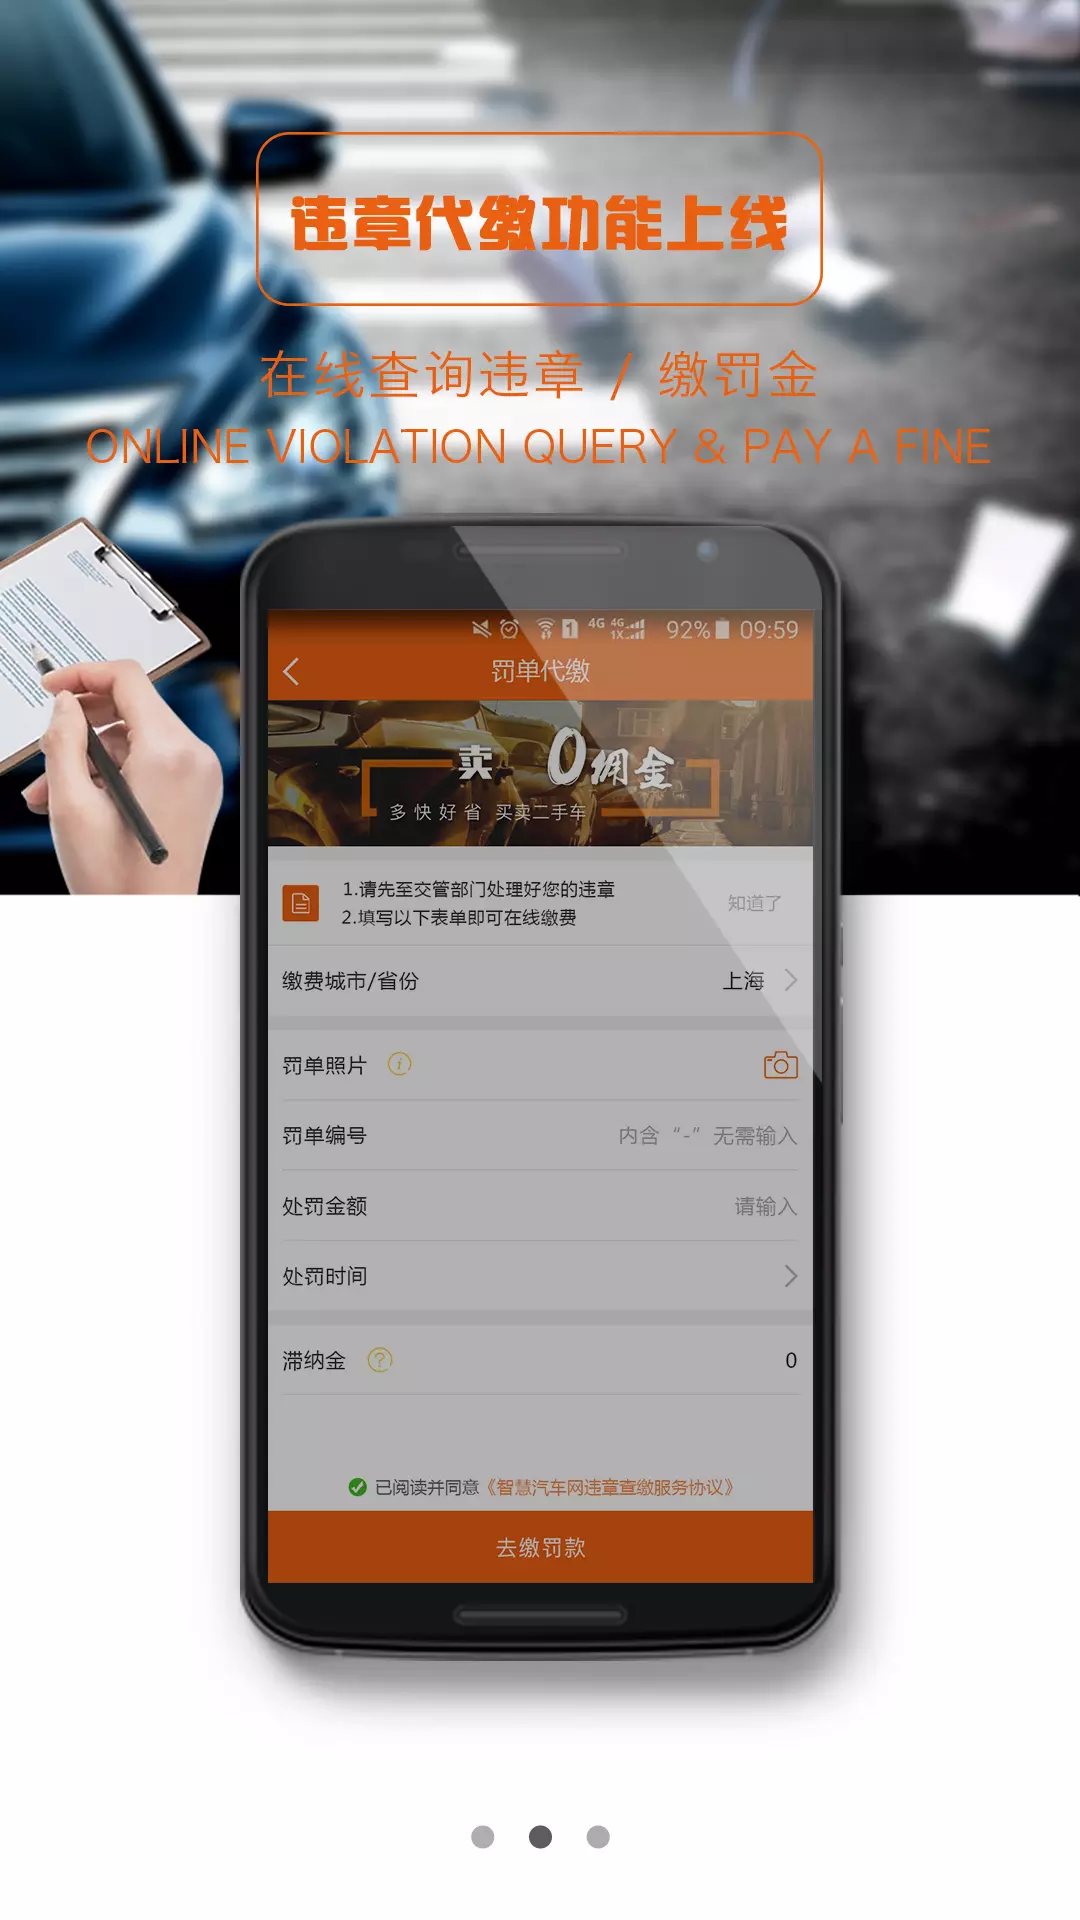 违章代缴功能上线
在线查询违章 / 缴罚金
ONLINE VIOLATION QUERY & PAY A FINE
4G 4G 1X 1 92% 09:59
罚单代缴
卖 0佣金
多快好省 买卖二手车
1.请先至交管部门处理好您的违章
2.填写以下表单即可在线缴费
知道了
缴费城市/省份 上海
罚单照片
罚单编号 内含“-”无需输入
处罚金额 请输入
处罚时间
滞纳金 0
已阅读并同意《智慧汽车网违章查缴服务协议》
去缴罚款